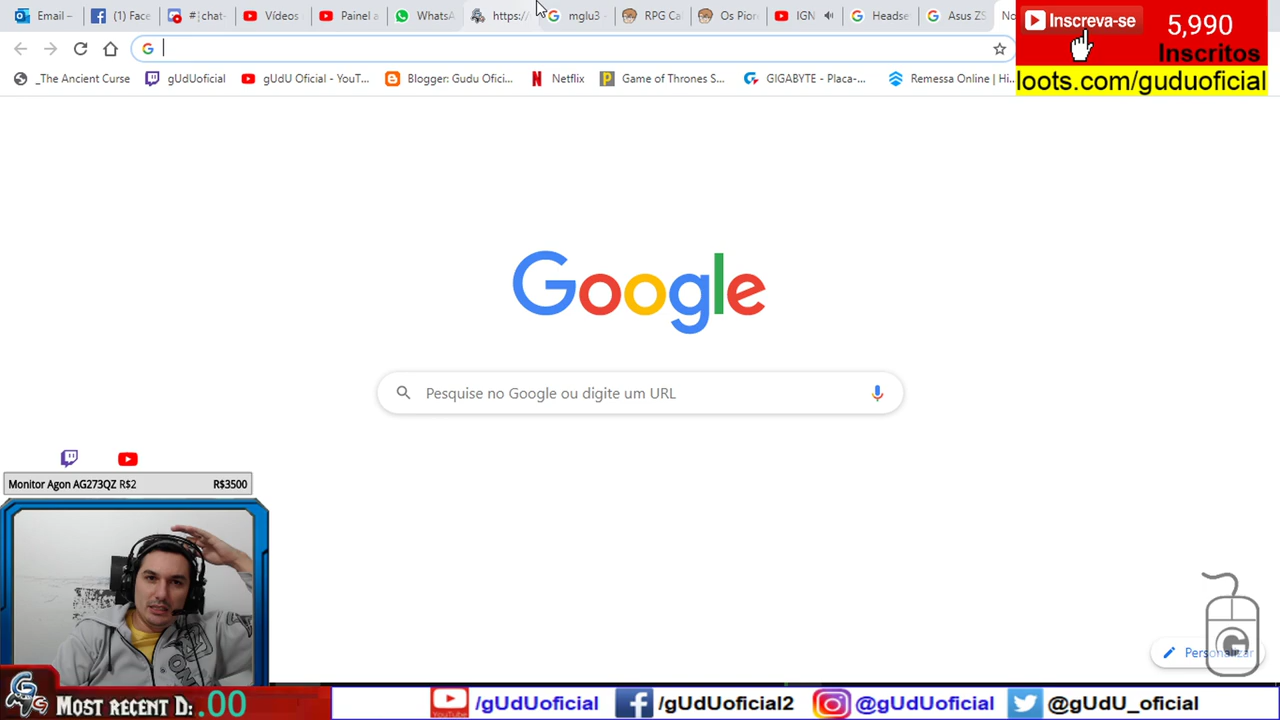 Email –
(1) Face
#┊chat-
Vídeos
Painel a
WhatsA
https:/
mglu3 -
RPG Ca
Os Pior
IGN
Headse
Asus ZS
No
_The Ancient Curse
gUdUoficial
gUdU Oficial - YouT...
Blogger: Gudu Ofici...
Netflix
Game of Thrones S...
GIGABYTE - Placa-...
Remessa Online | Hi...
Inscreva-se
5,990
Inscritos
loots.com/guduoficial
Google
Pesquise no Google ou digite um URL
Monitor Agon AG273QZ R$2 R$3500
Personalizar
Most recent D: .00
/gUdUoficial
/gUdUoficial2
@gUdUoficial
@gUdU_oficial